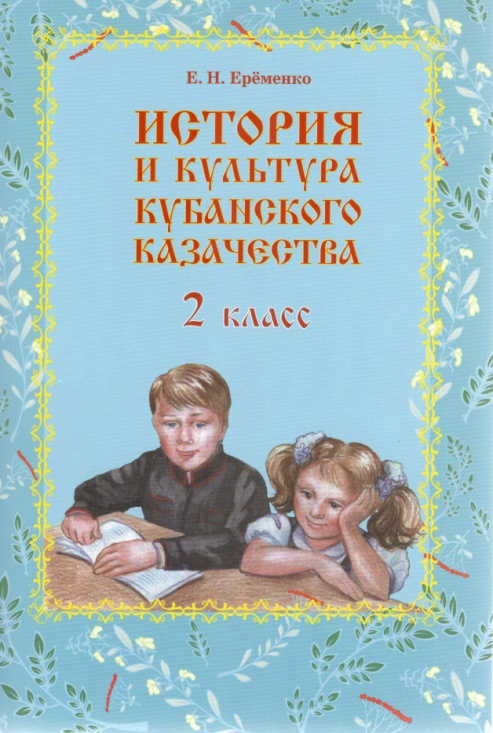 Е. Н. Ерёменко
ИСТОРИЯ
И КУЛЬТУРА
КУБАНСКОГО
КАЗАЧЕСТВА
2 класс